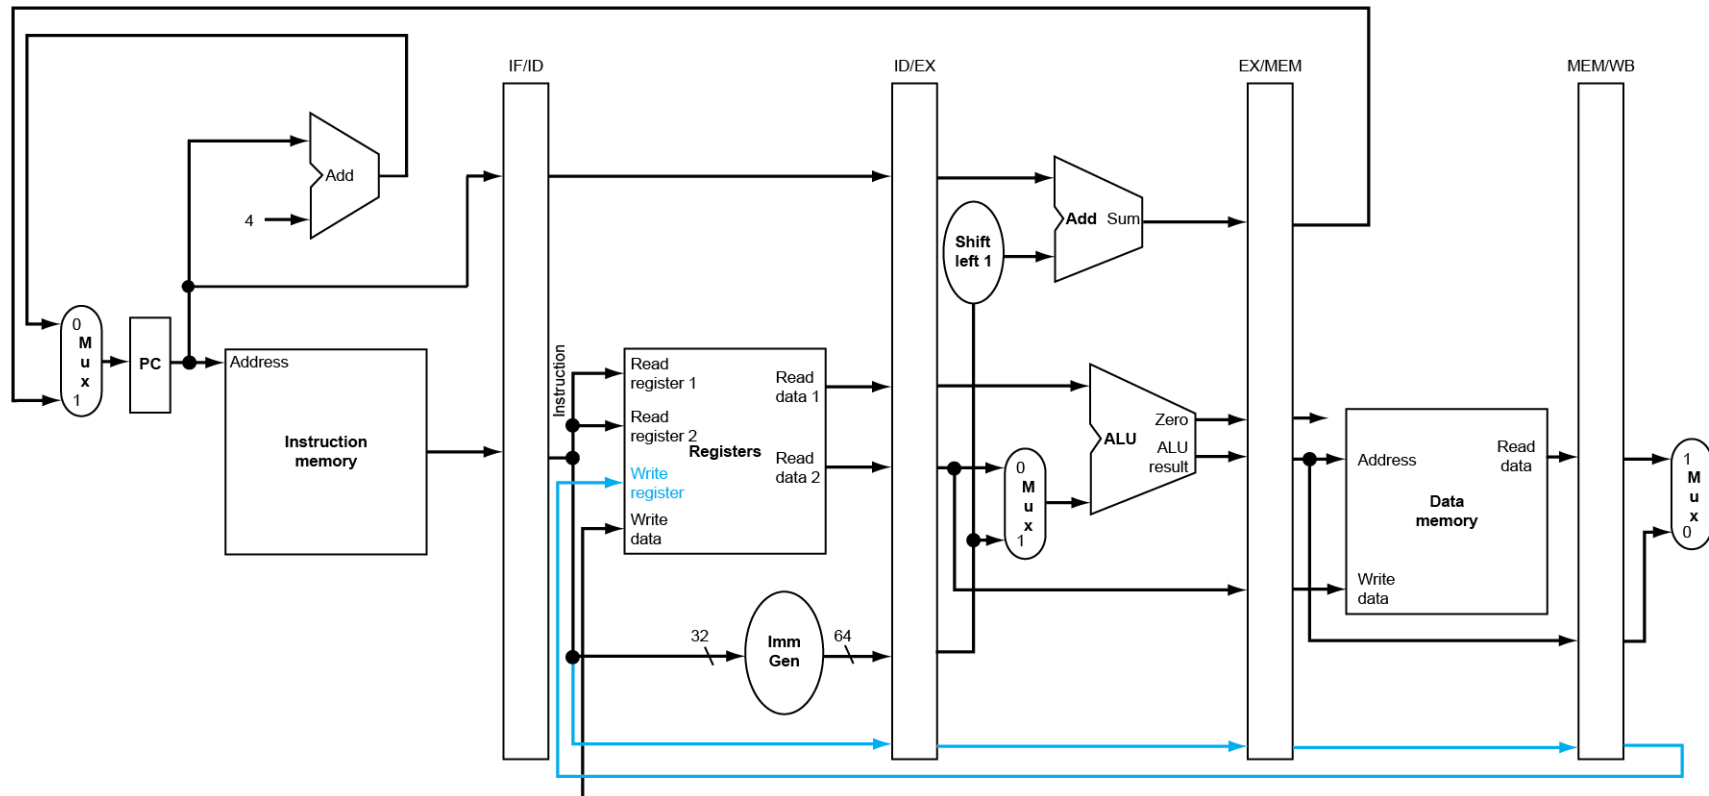 IF/ID
ID/EX
EX/MEM
MEM/WB
Add
4
Add Sum
Shift
left 1
0
M
u
x
1
PC
Address
Instruction
memory
Instruction
Read
register 1
Read
register 2
Write
register
Write
data
Registers
Read
data 1
Read
data 2
0
M
u
x
1
Zero
ALU
ALU
result
Address
Read
data
Data
memory
Write
data
1
M
u
x
0
32
Imm
Gen
64